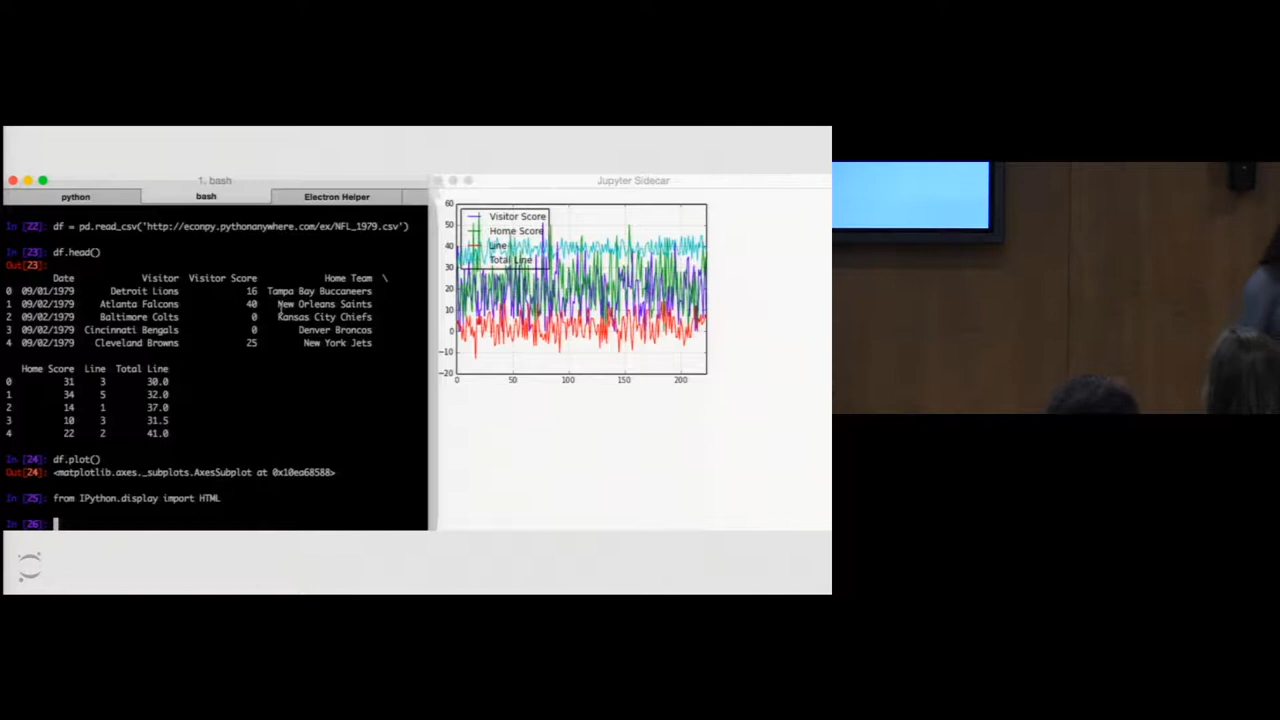 1. bash
python
bash
Electron Helper
In [22]: df = pd.read_csv('http://econpy.pythonanywhere.com/ex/NFL_1979.csv')
In [23]: df.head()
Out[23]:
Date Visitor Visitor Score Home Team \
0 09/01/1979 Detroit Lions 16 Tampa Bay Buccaneers
1 09/02/1979 Atlanta Falcons 40 New Orleans Saints
2 09/02/1979 Baltimore Colts 0 Kansas City Chiefs
3 09/02/1979 Cincinnati Bengals 0 Denver Broncos
4 09/02/1979 Cleveland Browns 25 New York Jets
Home Score Line Total Line
0 31 3 30.0
1 34 5 32.0
2 14 1 37.0
3 10 3 31.5
4 22 2 41.0
In [24]: df.plot()
Out[24]: <matplotlib.axes._subplots.AxesSubplot at 0x10ea68588>
In [25]: from IPython.display import HTML
In [26]:
Jupyter Sidecar
60
50
40
30
20
10
0
−10
−20
Visitor Score
Home Score
Line
Total Line
0 50 100 150 200